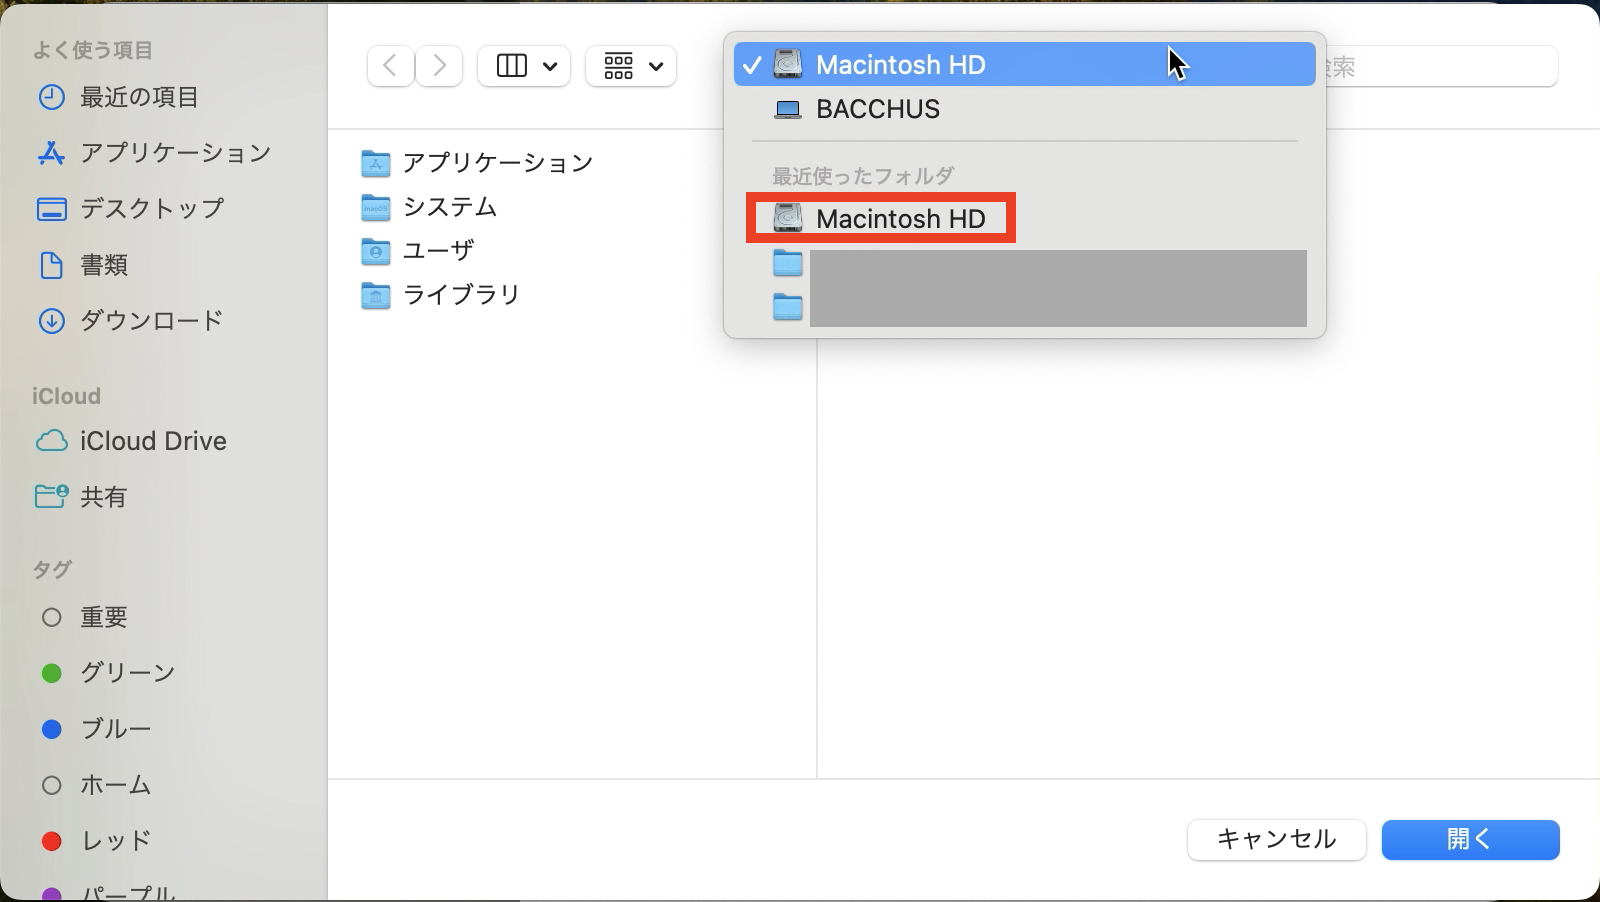 よく使う項目
最近の項目
アプリケーション
デスクトップ
書類
ダウンロード
iCloud
iCloud Drive
共有
タグ
重要
グリーン
ブルー
ホーム
レッド
パープル
アプリケーション
システム
ユーザ
ライブラリ
Macintosh HD
BACCHUS
最近使ったフォルダ
Macintosh HD
索
キャンセル
開く